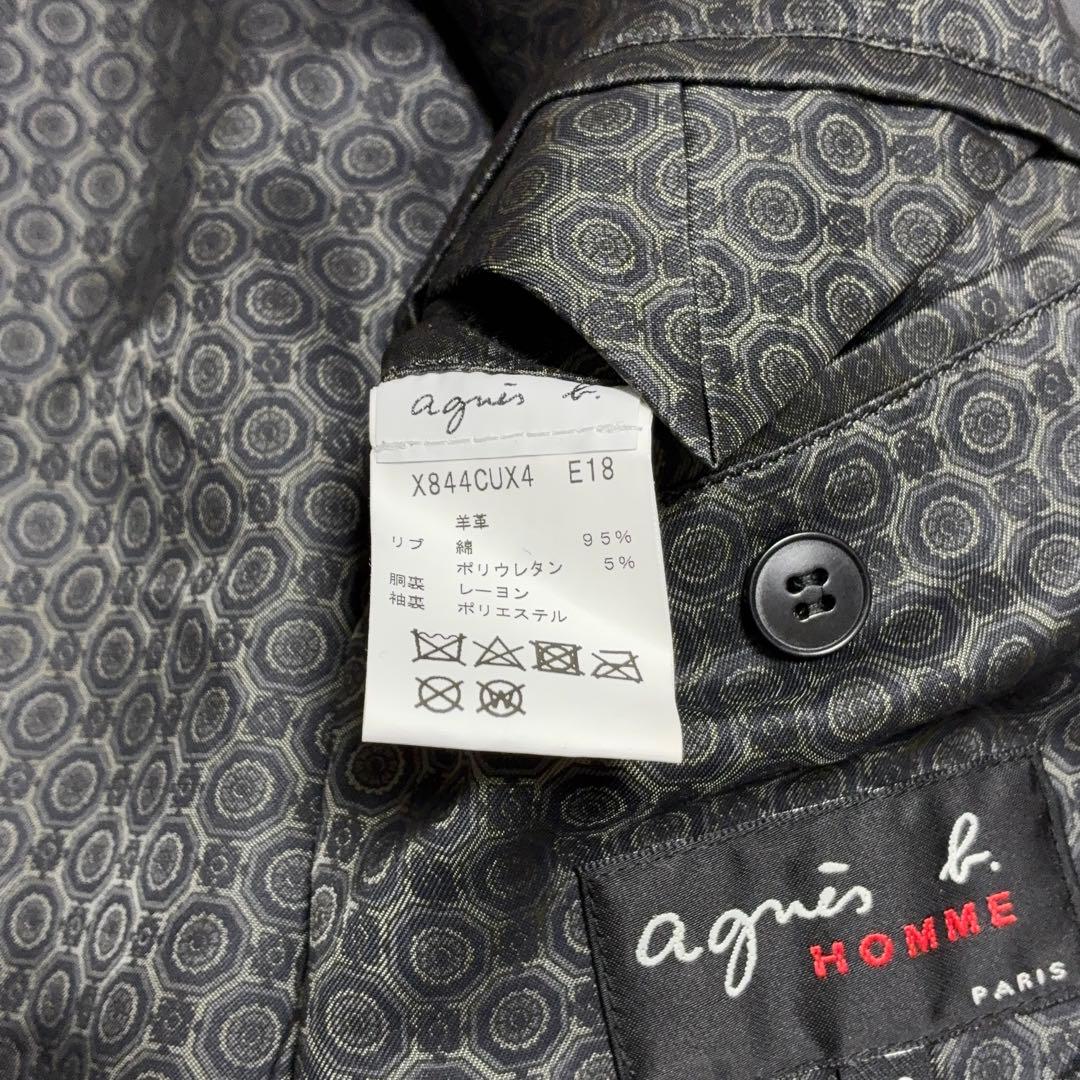 agnès b.
X844CUX4 E18
羊革
リブ 綿 95%
ポリウレタン 5%
胴裏 レーヨン
袖裏 ポリエステル
W
agnès b.
HOMME
PARIS